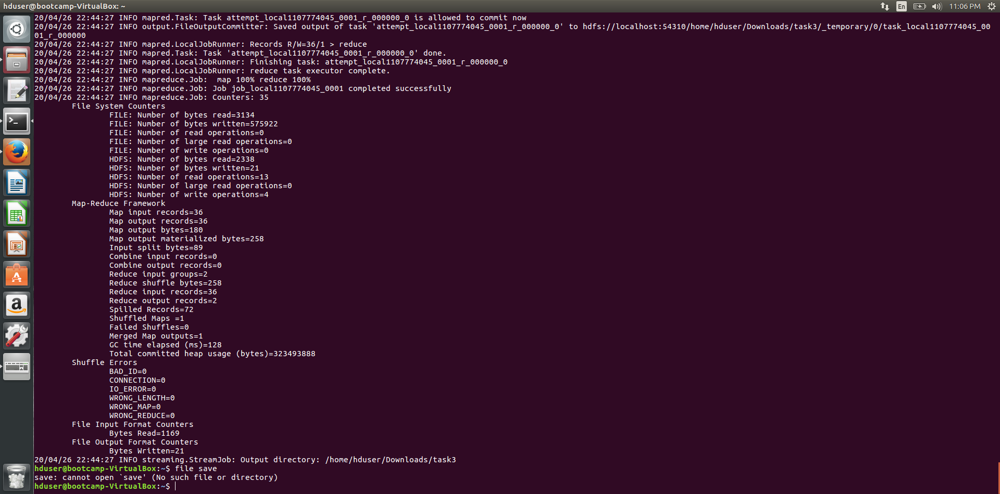 hduser@bootcamp-VirtualBox: ~
En
11:06 PM
20/04/26 22:44:27 INFO mapred.Task: Task attempt_local1107774045_0001_r_000000_0 is allowed to commit now
20/04/26 22:44:27 INFO output.FileOutputCommitter: Saved output of task 'attempt_local1107774045_0001_r_000000_0' to hdfs://localhost:54310/home/hduser/Downloads/task3/_temporary/0/task_local1107774045_00
01_r_000000
20/04/26 22:44:27 INFO mapred.LocalJobRunner: Records R/W=36/1 > reduce
20/04/26 22:44:27 INFO mapred.Task: Task 'attempt_local1107774045_0001_r_000000_0' done.
20/04/26 22:44:27 INFO mapred.LocalJobRunner: Finishing task: attempt_local1107774045_0001_r_000000_0
20/04/26 22:44:27 INFO mapred.LocalJobRunner: reduce task executor complete.
20/04/26 22:44:27 INFO mapreduce.Job:  map 100% reduce 100%
20/04/26 22:44:27 INFO mapreduce.Job: Job job_local1107774045_0001 completed successfully
20/04/26 22:44:27 INFO mapreduce.Job: Counters: 35
File System Counters
FILE: Number of bytes read=3134
FILE: Number of bytes written=575922
FILE: Number of read operations=0
FILE: Number of large read operations=0
FILE: Number of write operations=0
HDFS: Number of bytes read=2338
HDFS: Number of bytes written=21
HDFS: Number of read operations=13
HDFS: Number of large read operations=0
HDFS: Number of write operations=4
Map-Reduce Framework
Map input records=36
Map output records=36
Map output bytes=180
Map output materialized bytes=258
Input split bytes=89
Combine input records=0
Combine output records=0
Reduce input groups=2
Reduce shuffle bytes=258
Reduce input records=36
Reduce output records=2
Spilled Records=72
Shuffled Maps =1
Failed Shuffles=0
Merged Map outputs=1
GC time elapsed (ms)=128
Total committed heap usage (bytes)=323493888
Shuffle Errors
BAD_ID=0
CONNECTION=0
IO_ERROR=0
WRONG_LENGTH=0
WRONG_MAP=0
WRONG_REDUCE=0
File Input Format Counters
Bytes Read=1169
File Output Format Counters
Bytes Written=21
20/04/26 22:44:27 INFO streaming.StreamJob: Output directory: /home/hduser/Downloads/task3
hduser@bootcamp-VirtualBox:~$ file save
save: cannot open `save' (No such file or directory)
hduser@bootcamp-VirtualBox:~$